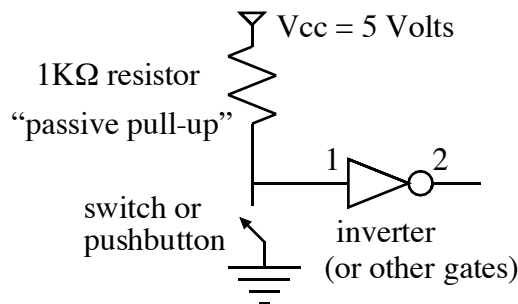 Vcc = 5 Volts
1KΩ resistor
“passive pull-up”
1
2
switch or
pushbutton
inverter
(or other gates)